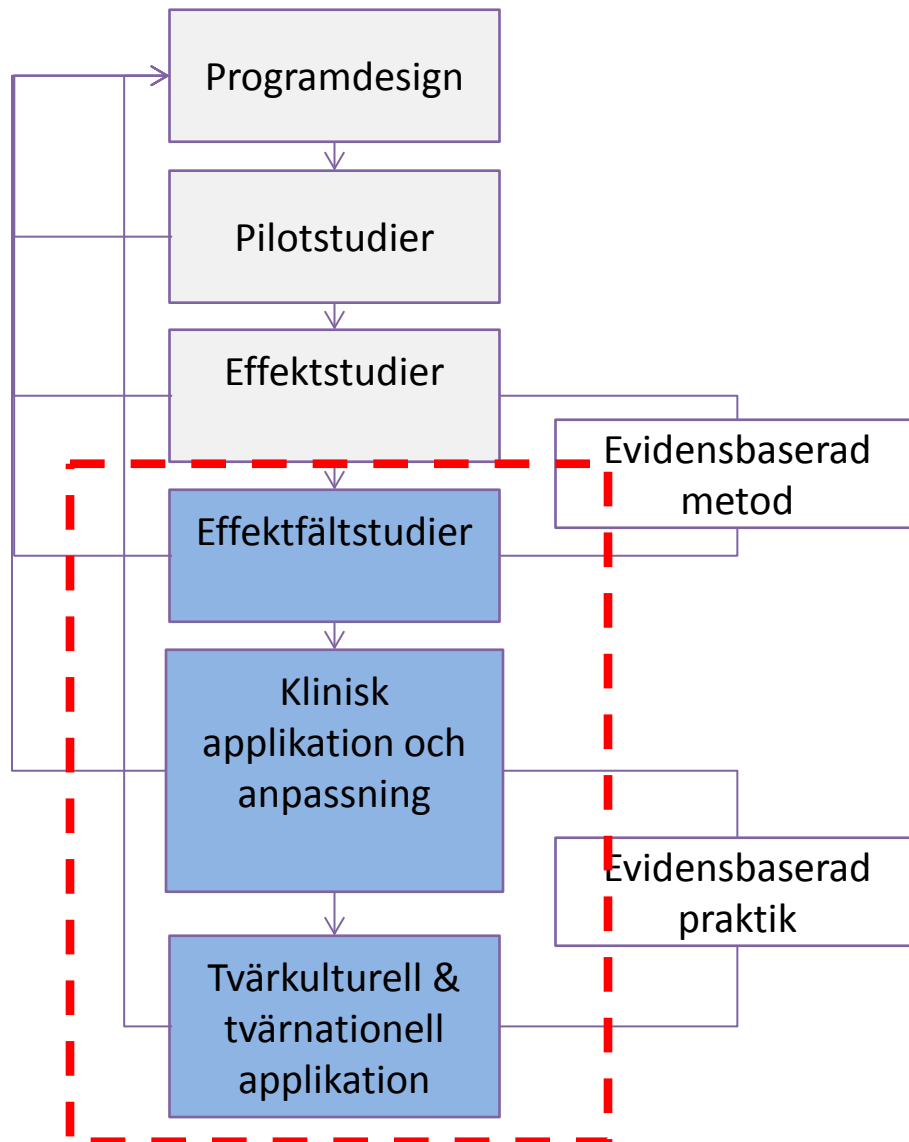 Programdesign
Pilotstudier
Effektstudier
Evidensbaserad
metod
Effektfältstudier
Klinisk
applikation och
anpassning
Evidensbaserad
praktik
Tvärkulturell &
tvärnationell
applikation